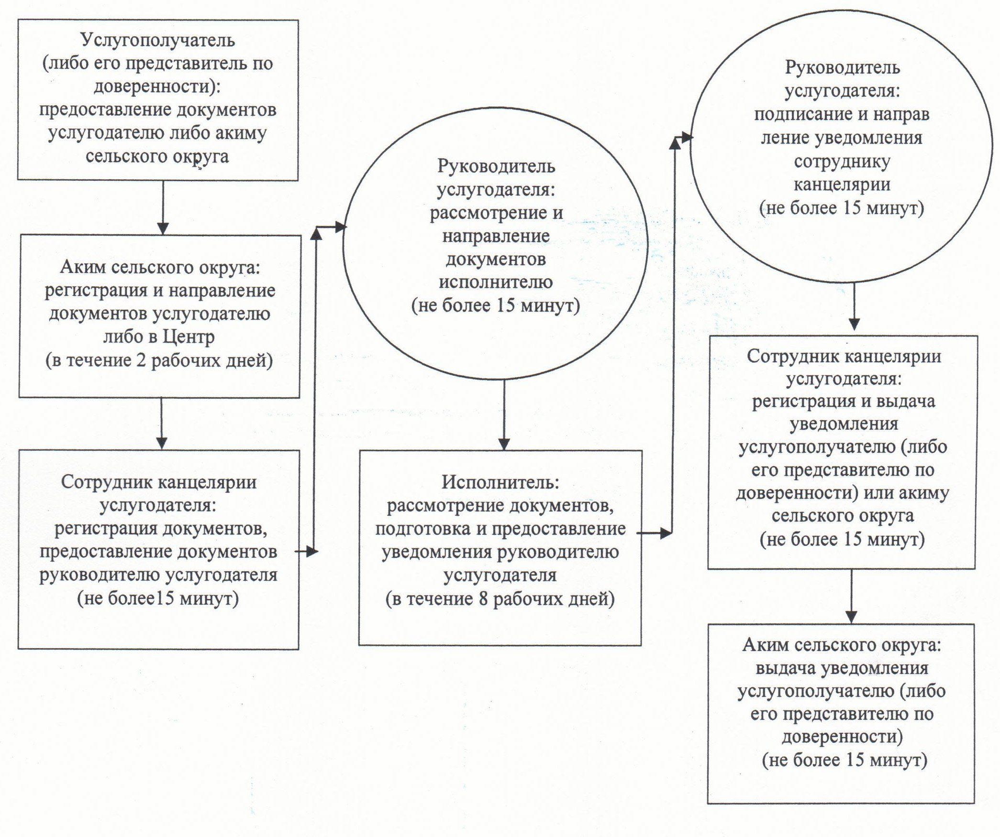 Услугополучатель
(либо его представитель по
доверенности):
предоставление документов
услугодателю либо акиму
сельского округа
Аким сельского округа:
регистрация и направление
документов услугодателю
либо в Центр
(в течение 2 рабочих дней)
Сотрудник канцелярии
услугодателя:
регистрация документов,
предоставление документов
руководителю услугодателя
(не более15 минут)
Руководитель
услугодателя:
рассмотрение и
направление
документов
исполнителю
(не более 15 минут)
Исполнитель:
рассмотрение документов,
подготовка и предоставление
уведомления руководителю
услугодателя
(в течение 8 рабочих дней)
Руководитель
услугодателя:
подписание и направ
ление уведомления
сотруднику
канцелярии
(не более 15 минут)
Сотрудник канцелярии
услугодателя:
регистрация и выдача
уведомления
услугополучателю (либо
его представителю по
доверенности) или акиму
сельского округа
(не более 15 минут)
Аким сельского округа:
выдача уведомления
услугополучателю (либо
его представителю по
доверенности)
(не более 15 минут)